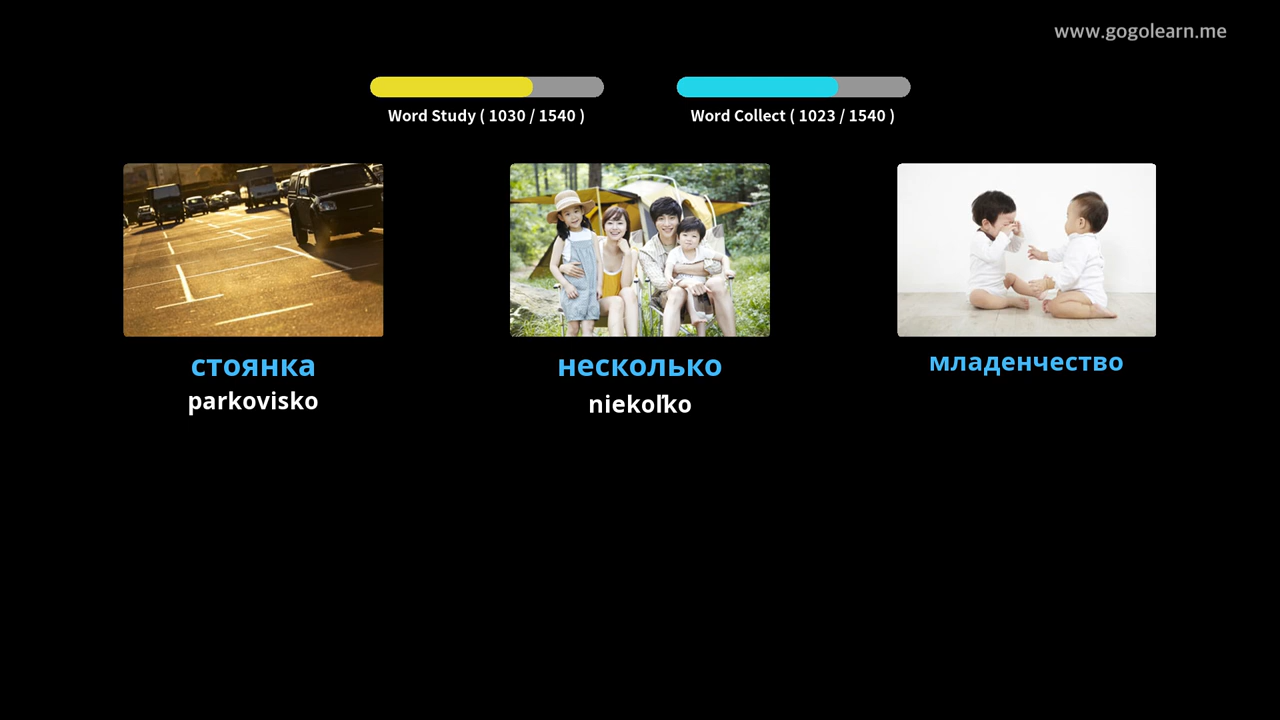 www.gogolearn.me
Word Study ( 1030 / 1540 )
Word Collect ( 1023 / 1540 )
стоянка
parkovisko
несколько
niekoľko
младенчество